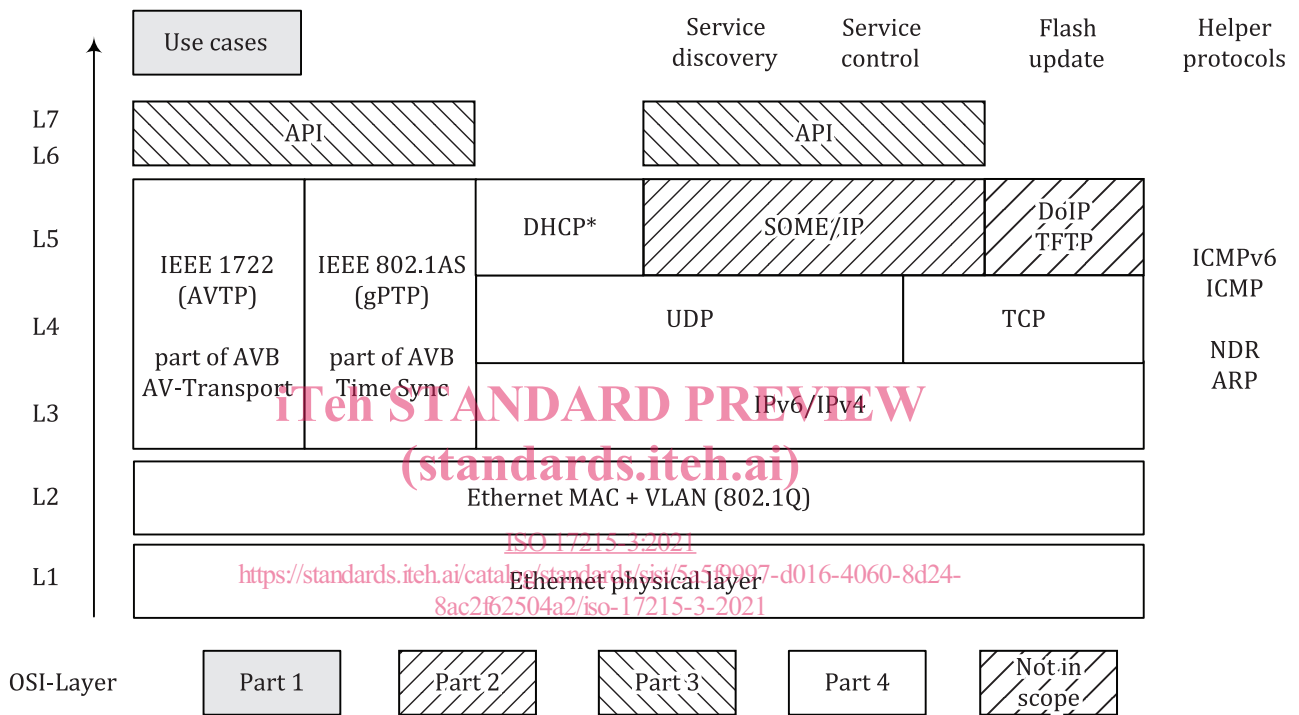 Use cases
Service discovery
Service control
Flash update
Helper protocols
L7
L6
API
API
L5
L4
L3
IEEE 1722
(AVTP)
part of AVB
AV-Transport
IEEE 802.1AS
(gPTP)
part of AVB
Time Sync
DHCP*
SOME/IP
DoIP
TFTP
UDP
TCP
IPv6/IPv4
ICMPv6
ICMP
NDR
ARP
iTeh STANDARD PREVIEW
(standards.iteh.ai)
L2
Ethernet MAC + VLAN (802.1Q)
ISO 17215-3:2021
L1
Ethernet physical layer
https://standards.iteh.ai/catalog/standards/sist/5a5f9997-d016-4060-8d24-
8ac2f62504a2/iso-17215-3-2021
OSI-Layer
Part 1
Part 2
Part 3
Part 4
Not in
scope